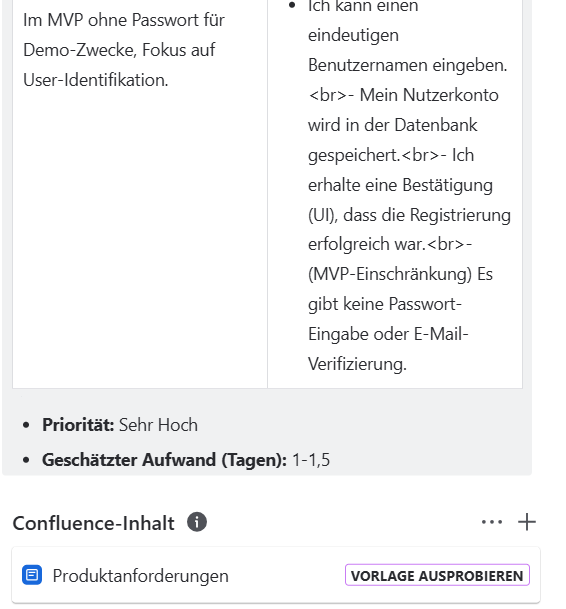 Im MVP ohne Passwort für
Demo-Zwecke, Fokus auf
User-Identifikation.
Ich kann einen
eindeutigen
Benutzernamen eingeben.
<br>- Mein Nutzerkonto
wird in der Datenbank
gespeichert.<br>- Ich
erhalte eine Bestätigung
(UI), dass die Registrierung
erfolgreich war.<br>-
(MVP-Einschränkung) Es
gibt keine Passwort-
Eingabe oder E-Mail-
Verifizierung.
Priorität: Sehr Hoch
Geschätzter Aufwand (Tagen): 1-1,5
Confluence-Inhalt
Produktanforderungen
VORLAGE AUSPROBIEREN